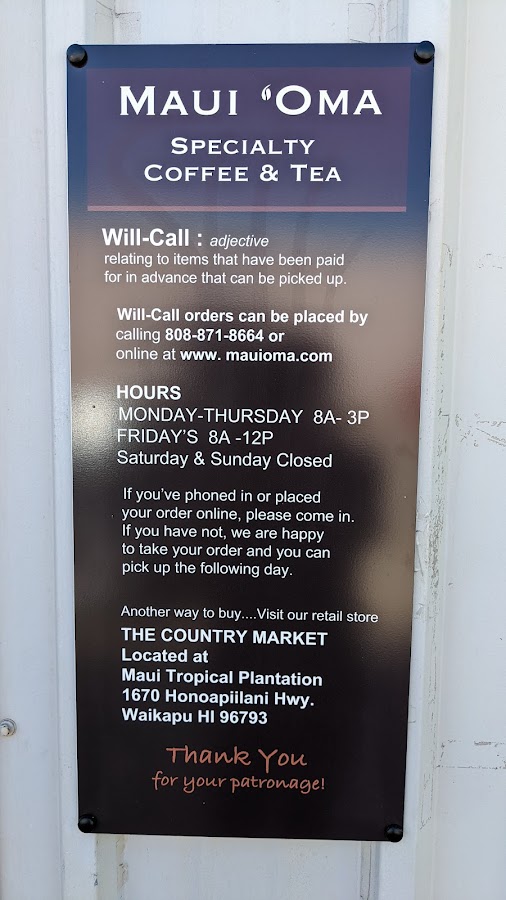 MAUI ʻOMA
SPECIALTY
COFFEE & TEA
Will-Call : adjective
relating to items that have been paid
for in advance that can be picked up.
Will-Call orders can be placed by
calling 808-871-8664 or
online at www. mauioma.com
HOURS
MONDAY-THURSDAY 8A- 3P
FRIDAY'S 8A -12P
Saturday & Sunday Closed
If you've phoned in or placed
your order online, please come in.
If you have not, we are happy
to take your order and you can
pick up the following day.
Another way to buy....Visit our retail store
THE COUNTRY MARKET
Located at
Maui Tropical Plantation
1670 Honoapiilani Hwy.
Waikapu HI 96793
Thank You
for your patronage!